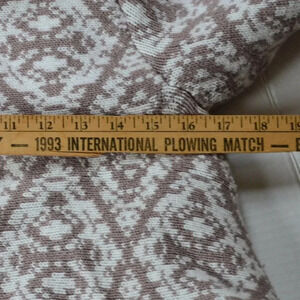 11 12 13 14 15 16 17 18
— 1993 INTERNATIONAL PLOWING MATCH —